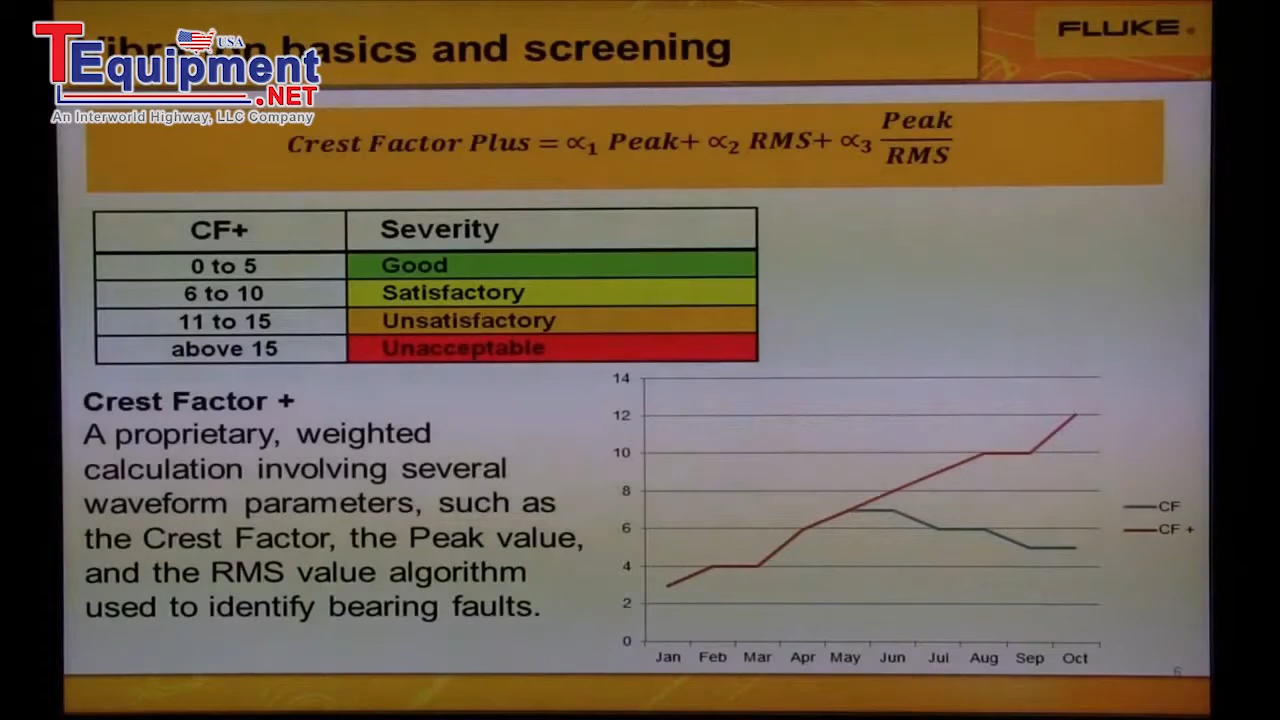 TEquipment
USA
.NET
An Interworld Highway, LLC Company
basics and screening
FLUKE
Crest Factor Plus = ∝₁ Peak+ ∝₂ RMS+ ∝₃ Peak/RMS
CF+ Severity
0 to 5 Good
6 to 10 Satisfactory
11 to 15 Unsatisfactory
above 15 Unacceptable
Crest Factor +
A proprietary, weighted
calculation involving several
waveform parameters, such as
the Crest Factor, the Peak value,
and the RMS value algorithm
used to identify bearing faults.
14
12
10
8
6
4
2
0
Jan Feb Mar Apr May Jun Jul Aug Sep Oct
CF
CF +
6